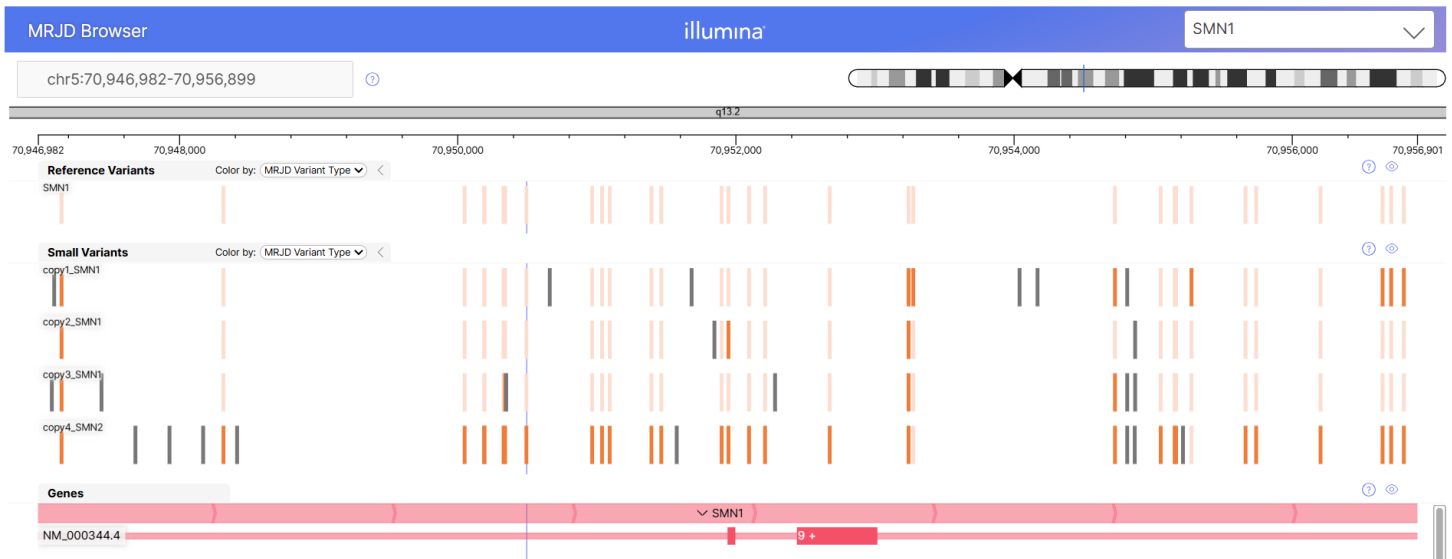 MRJD Browser illumina SMN1
chr5:70,946,982-70,956,899 ?
q13.2
70,946,982 70,948,000 70,950,000 70,952,000 70,954,000 70,956,000 70,956,901
Reference Variants Color by: MRJD Variant Type ?
SMN1
Small Variants Color by: MRJD Variant Type ?
copy1_SMN1
copy2_SMN1
copy3_SMN1
copy4_SMN2
Genes ?
SMN1
NM_000344.4 9 +